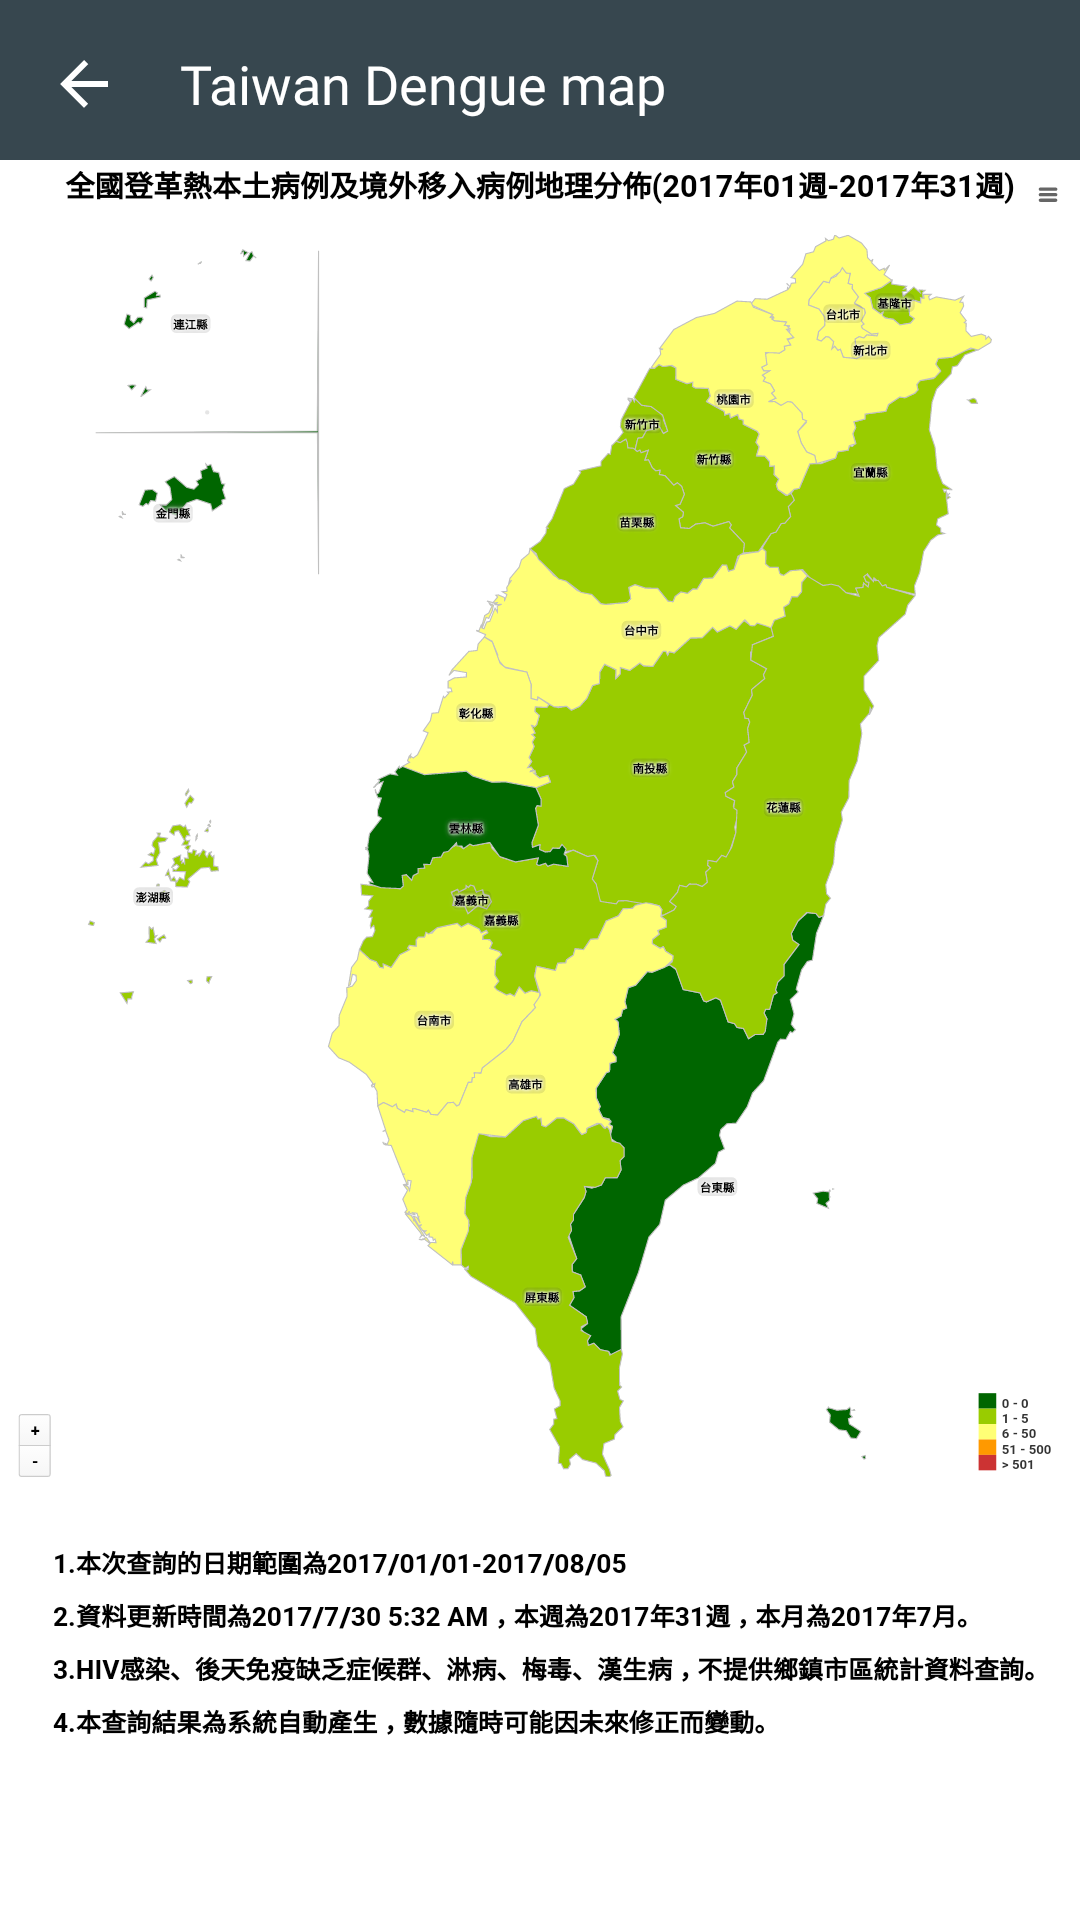 Taiwan Dengue map
全國登革熱本土病例及境外移入病例地理分佈(2017年01週-2017年31週)
基隆市
台北市
連江縣
新北市
桃園市
新竹市
新竹縣
宜蘭縣
金門縣
苗栗縣
台中市
彰化縣
南投縣
花蓮縣
雲林縣
澎湖縣
嘉義市
嘉義縣
台南市
高雄市
台東縣
屏東縣
0 - 0
1 - 5
6 - 50
51 - 500
> 501
+
-
1.本次查詢的日期範圍為2017/01/01-2017/08/05
2.資料更新時間為2017/7/30 5:32 AM，本週為2017年31週，本月為2017年7月。
3.HIV感染、後天免疫缺乏症候群、淋病、梅毒、漢生病，不提供鄉鎮市區統計資料查詢。
4.本查詢結果為系統自動產生，數據隨時可能因未來修正而變動。